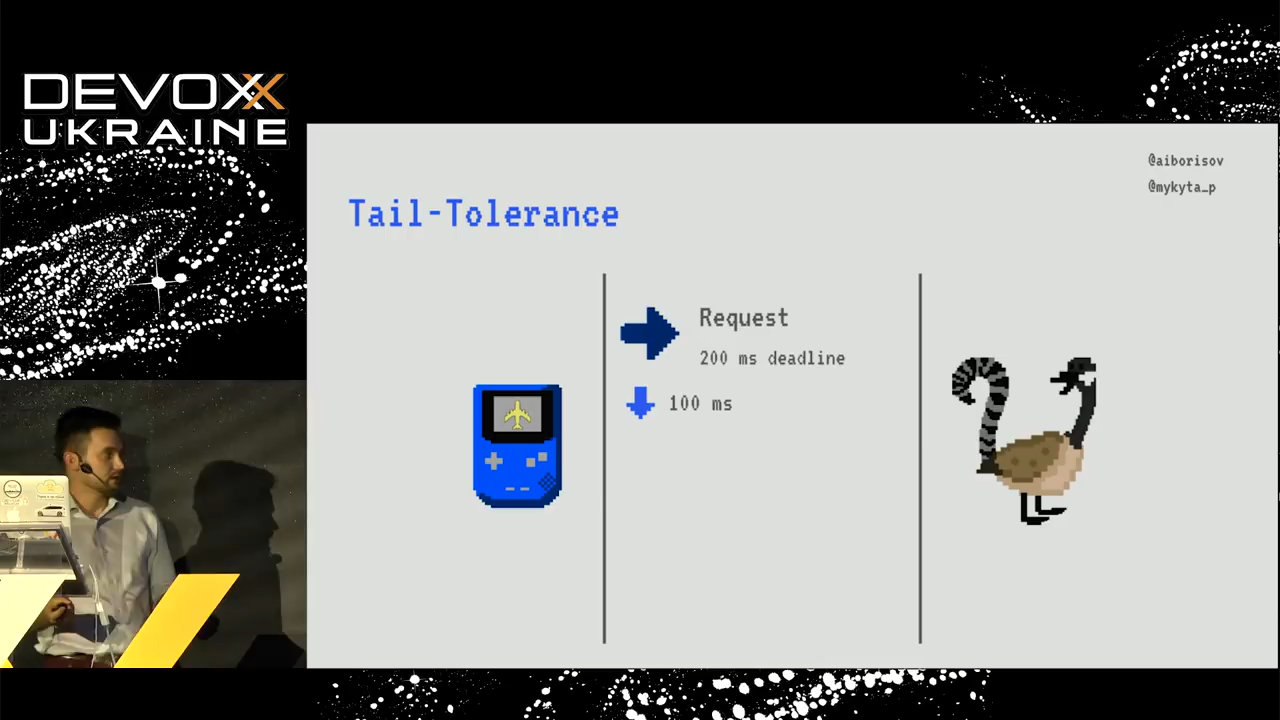 DEVOXX
UKRAINE
@aiborisov
@mykyta_p
Tail-Tolerance
Request
200 ms deadline
100 ms